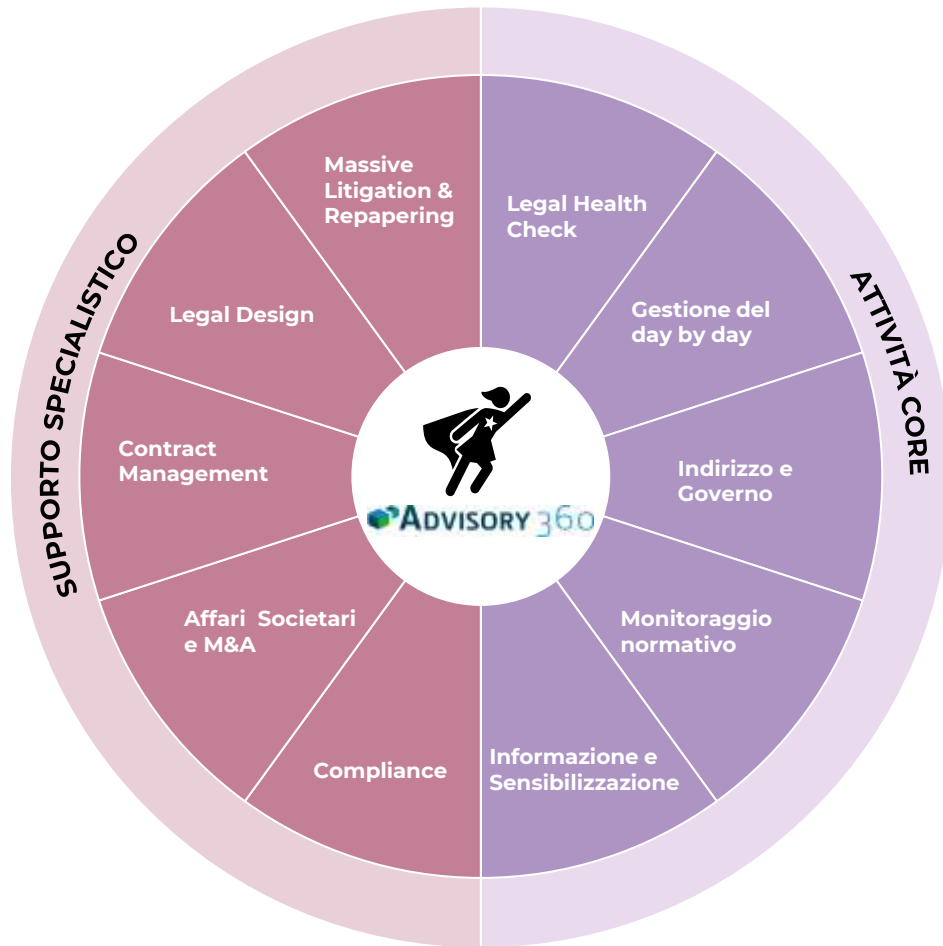 Massive
Litigation &
Repapering
Legal Health
Check
Legal Design
Gestione del
day by day
SUPPORTO SPECIALISTICO
ATTIVITÀ CORE
Contract
Management
Indirizzo e
Governo
ADVISORY 360
Affari Societari
e M&A
Monitoraggio
normativo
Compliance
Informazione e
Sensibilizzazione